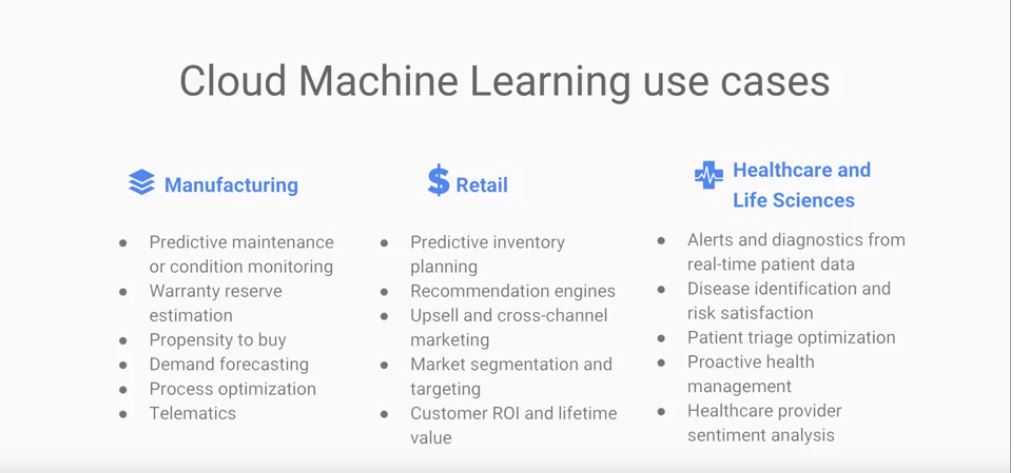 Cloud Machine Learning use cases
Manufacturing
● Predictive maintenance
or condition monitoring
● Warranty reserve
estimation
● Propensity to buy
● Demand forecasting
● Process optimization
● Telematics
$ Retail
● Predictive inventory
planning
● Recommendation engines
● Upsell and cross-channel
marketing
● Market segmentation and
targeting
● Customer ROI and lifetime
value
Healthcare and
Life Sciences
● Alerts and diagnostics from
real-time patient data
● Disease identification and
risk satisfaction
● Patient triage optimization
● Proactive health
management
● Healthcare provider
sentiment analysis